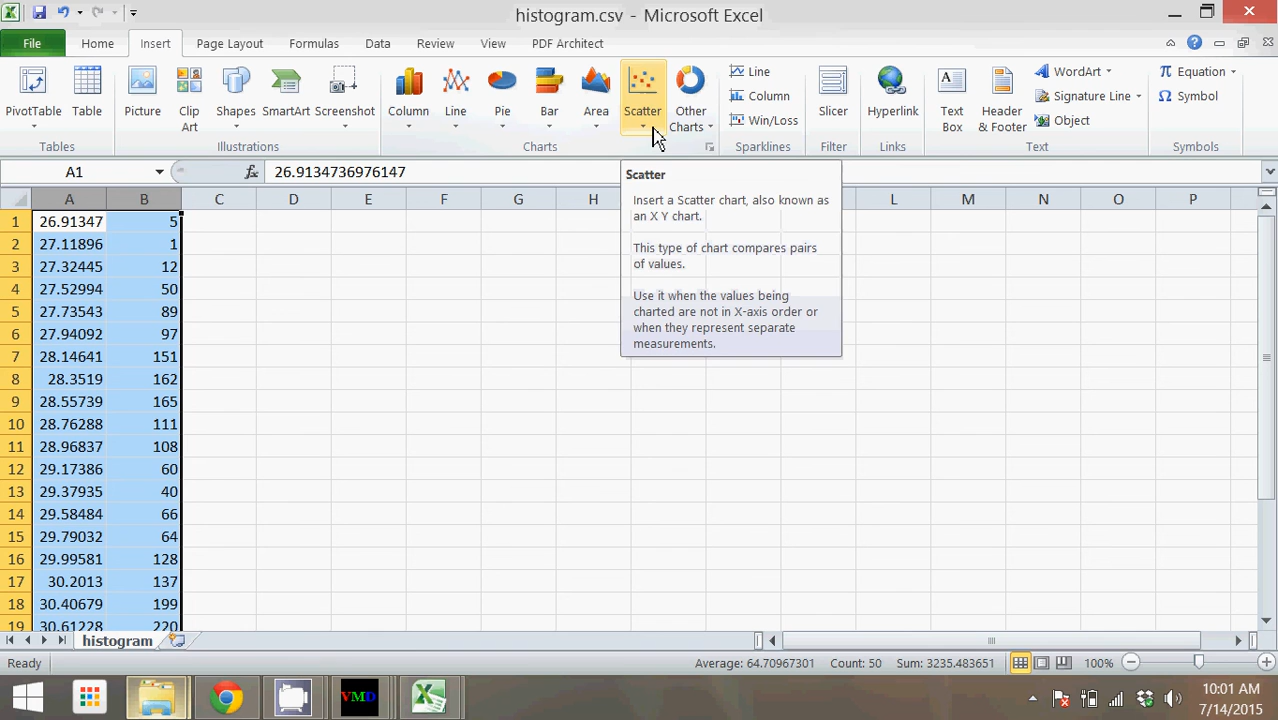 histogram.csv - Microsoft Excel
File Home Insert Page Layout Formulas Data Review View PDF Architect
PivotTable Table Picture Clip Art Shapes SmartArt Screenshot Column Line Pie Bar Area Scatter Other Charts Line Column Win/Loss Slicer Hyperlink Text Box Header & Footer WordArt Signature Line Object Equation Symbol
Tables Illustrations Charts Sparklines Filter Links Text Symbols
A1 fx 26.9134736976147
Scatter
Insert a Scatter chart, also known as
an X Y chart.
This type of chart compares pairs
of values.
Use it when the values being
charted are not in X-axis order or
when they represent separate
measurements.
A B C D E F G H L M N O P
1 26.91347 5
2 27.11896 1
3 27.32445 12
4 27.52994 50
5 27.73543 89
6 27.94092 97
7 28.14641 151
8 28.3519 162
9 28.55739 165
10 28.76288 111
11 28.96837 108
12 29.17386 60
13 29.37935 40
14 29.58484 66
15 29.79032 64
16 29.99581 128
17 30.2013 137
18 30.40679 199
19 30.61228 220
histogram
Ready Average: 64.70967301 Count: 50 Sum: 3235.483651 100%
VMD
10:01 AM
7/14/2015